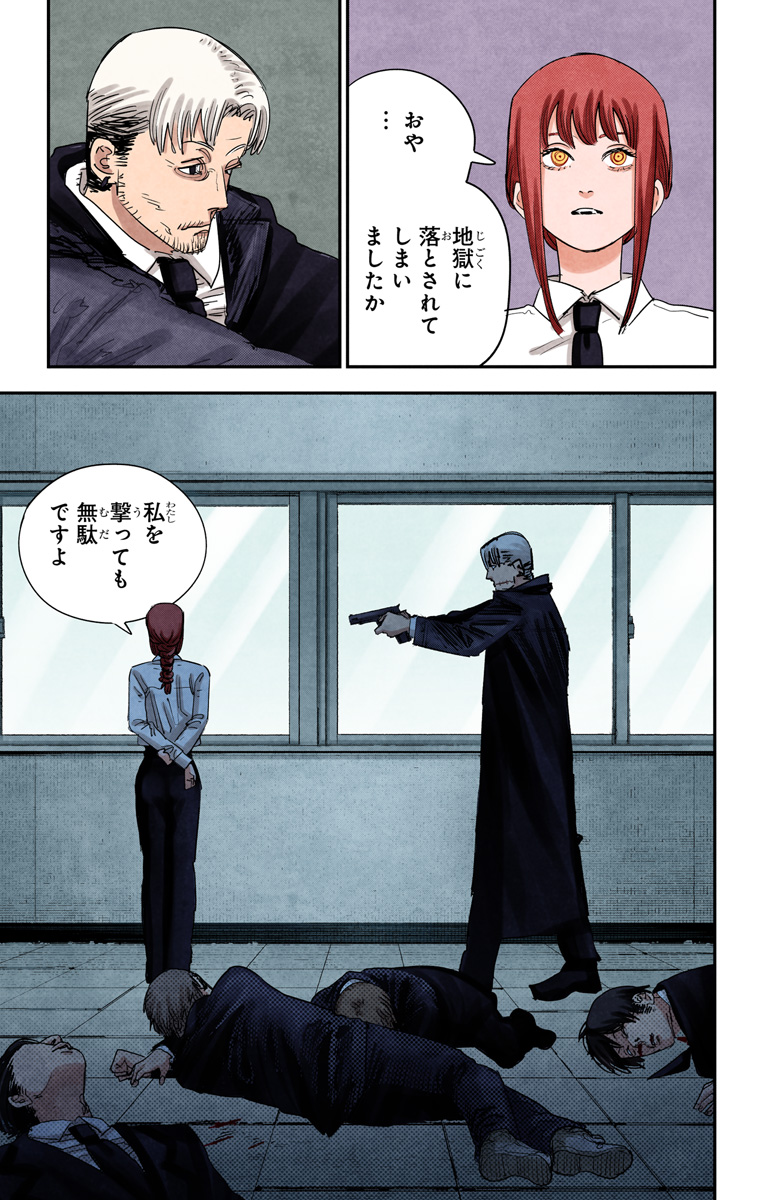 おや
…
地獄に
落とされて
しまい
ましたか
私を
撃っても
無駄
ですよ